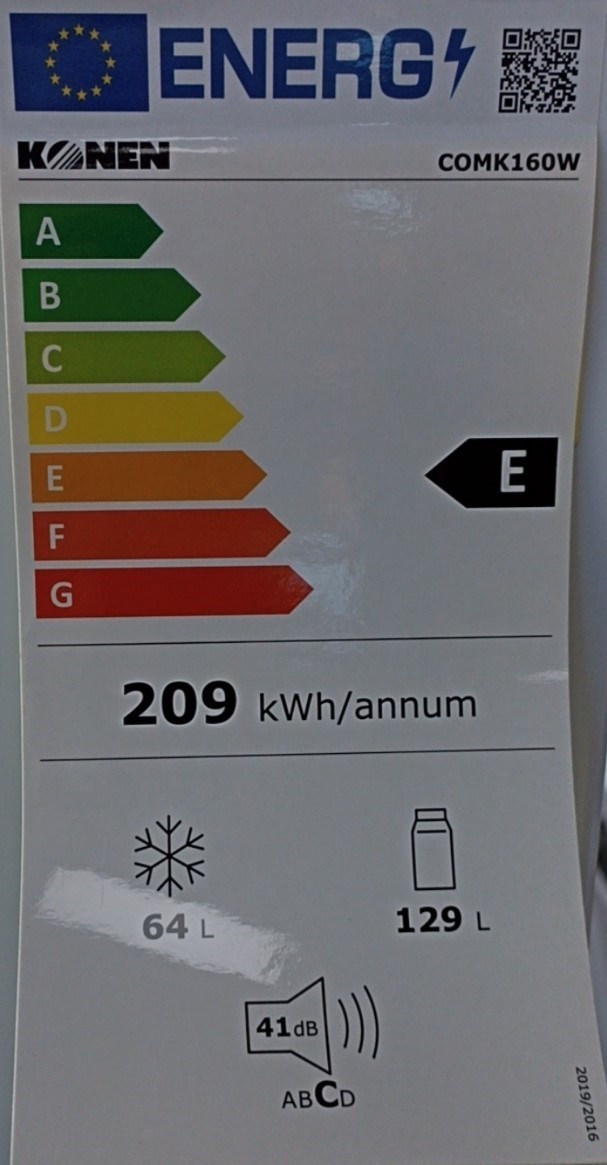 ENERG
KONEN
COMK160W
A
B
C
D
E
E
F
G
209 kWh/annum
64 L
129 L
41dB
ABCD
2019/2016